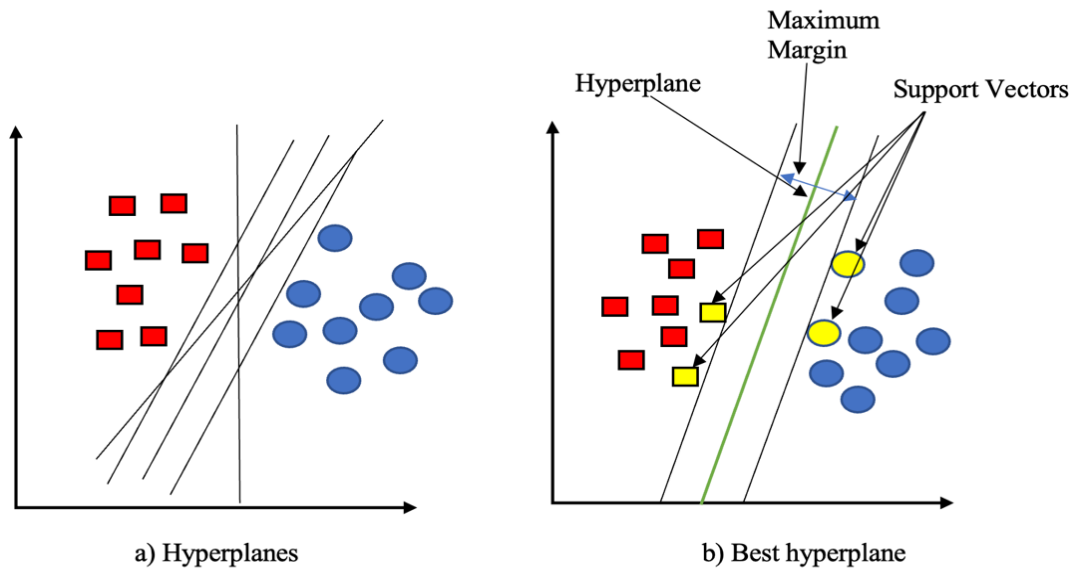 Maximum
Margin
Hyperplane
Support Vectors
a) Hyperplanes
b) Best hyperplane